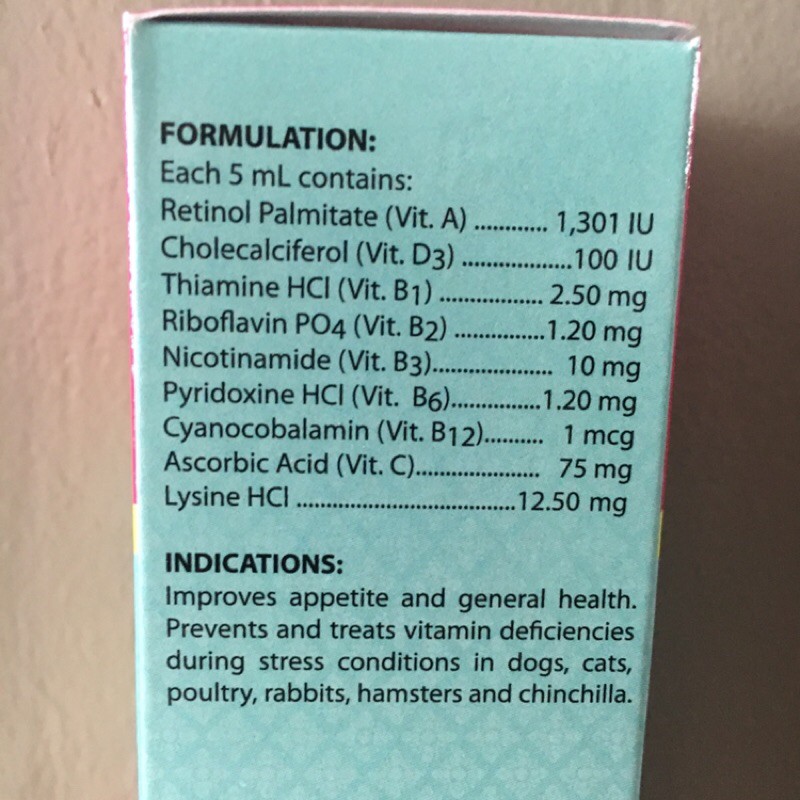 FORMULATION:
Each 5 mL contains:
Retinol Palmitate (Vit. A) ............ 1,301 IU
Cholecalciferol (Vit. D3) ...................100 IU
Thiamine HCl (Vit. B1) .................. 2.50 mg
Riboflavin PO4 (Vit. B2) ................1.20 mg
Nicotinamide (Vit. B3)..................... 10 mg
Pyridoxine HCl (Vit. B6)................1.20 mg
Cyanocobalamin (Vit. B12).......... 1 mcg
Ascorbic Acid (Vit. C)...................... 75 mg
Lysine HCl ......................................12.50 mg
INDICATIONS:
Improves appetite and general health.
Prevents and treats vitamin deficiencies
during stress conditions in dogs, cats,
poultry, rabbits, hamsters and chinchilla.